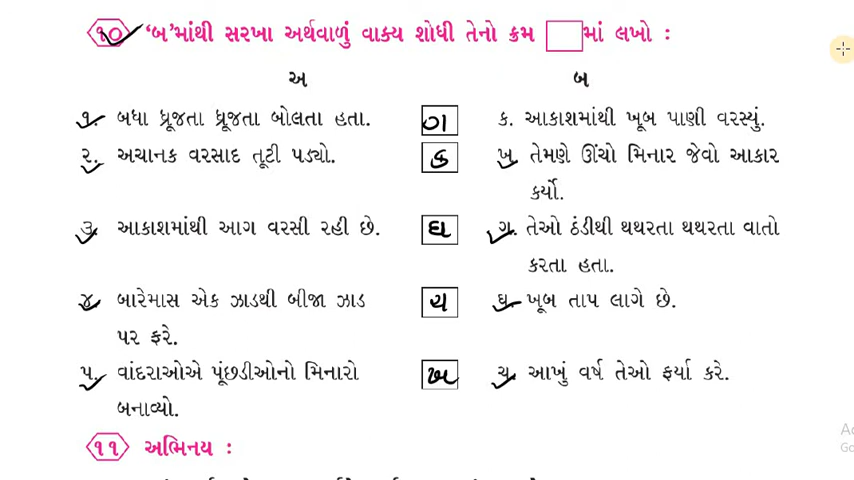 ૧૦ ‘બ’માંથી સરખા અર્થવાળું વાક્ય શોધી તેનો ક્રમ માં લખો :
અ બ
૧. બધા ધ્રૂજતા ધ્રૂજતા બોલતા હતા. ગ ક. આકાશમાંથી ખૂબ પાણી વરસ્યું.
૨. અચાનક વરસાદ તૂટી પડ્યો. ક ખ. તેમણે ઊંચો મિનાર જેવો આકાર
કર્યો.
૩. આકાશમાંથી આગ વરસી રહી છે. ઘ ગ. તેઓ ઠંડીથી થથરતા થથરતા વાતો
કરતા હતા.
૪. બારેમાસ એક ઝાડથી બીજા ઝાડ ચ ઘ. ખૂબ તાપ લાગે છે.
પર ફરે.
૫. વાંદરાઓએ પૂંછડીઓનો મિનારો ખ ચ. આખું વર્ષ તેઓ ફર્યા કરે.
બનાવ્યો.
૧૧ અભિનય :